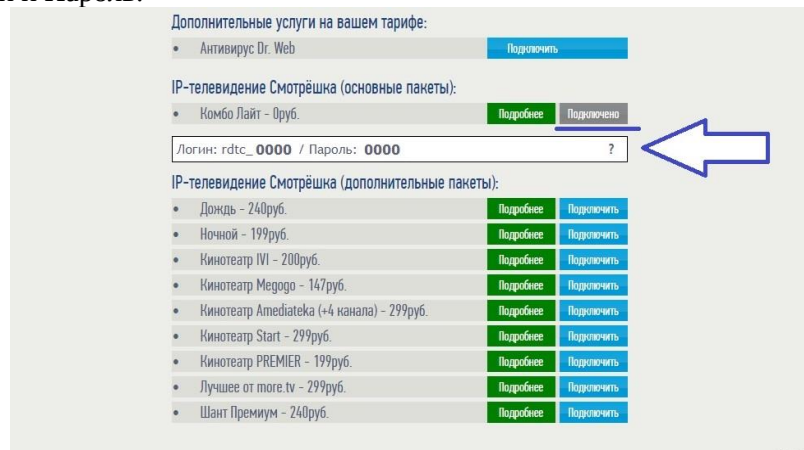 и и Пароль.
Дополнительные услуги на вашем тарифе:
• Антивирус Dr. Web Подключить
IP-телевидение Смотрёшка (основные пакеты):
• Комбо Лайт - 0руб. Подробнее Подключено
Логин: rdtc_ 0000 / Пароль: 0000 ?
IP-телевидение Смотрёшка (дополнительные пакеты):
• Дождь - 240руб. Подробнее Подключить
• Ночной - 199руб. Подробнее Подключить
• Кинотеатр IVI - 200руб. Подробнее Подключить
• Кинотеатр Megogo - 147руб. Подробнее Подключить
• Кинотеатр Amediateka (+4 канала) - 299руб. Подробнее Подключить
• Кинотеатр Start - 299руб. Подробнее Подключить
• Кинотеатр PREMIER - 199руб. Подробнее Подключить
• Лучшее от more.tv - 299руб. Подробнее Подключить
• Шант Премиум - 240руб. Подробнее Подключить